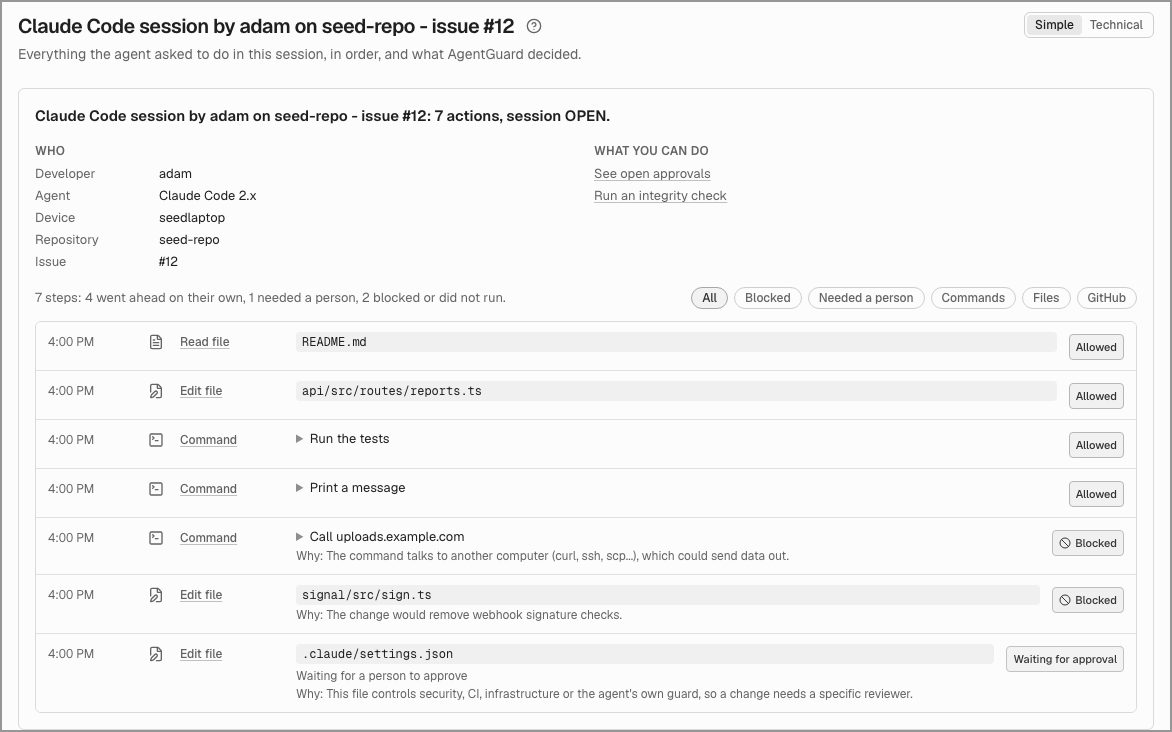 Claude Code session by adam on seed-repo - issue #12
Simple Technical
Everything the agent asked to do in this session, in order, and what AgentGuard decided.
Claude Code session by adam on seed-repo - issue #12: 7 actions, session OPEN.
WHO
Developer adam
Agent Claude Code 2.x
Device seedlaptop
Repository seed-repo
Issue #12
WHAT YOU CAN DO
See open approvals
Run an integrity check
7 steps: 4 went ahead on their own, 1 needed a person, 2 blocked or did not run.
All Blocked Needed a person Commands Files GitHub
4:00 PM Read file README.md Allowed
4:00 PM Edit file api/src/routes/reports.ts Allowed
4:00 PM Command Run the tests Allowed
4:00 PM Command Print a message Allowed
4:00 PM Command Call uploads.example.com Blocked
Why: The command talks to another computer (curl, ssh, scp…), which could send data out.
4:00 PM Edit file signal/src/sign.ts Blocked
Why: The change would remove webhook signature checks.
4:00 PM Edit file .claude/settings.json Waiting for approval
Waiting for a person to approve
Why: This file controls security, CI, infrastructure or the agent's own guard, so a change needs a specific reviewer.